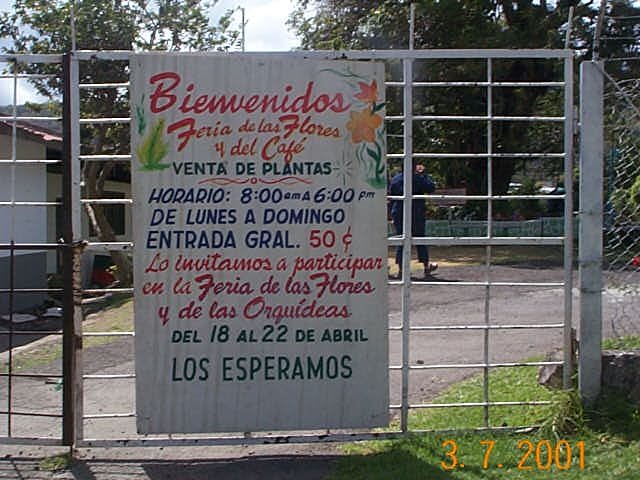 Bienvenidos
Feria de las Flores
y del Café
VENTA DE PLANTAS
HORARIO: 8:00am A 6:00 pm
DE LUNES A DOMINGO
ENTRADA GRAL. 50 ¢
Lo invitamos a participar
en la Feria de las Flores
y de las Orquídeas
DEL 18 AL 22 DE ABRIL
LOS ESPERAMOS
3. 7. 2001